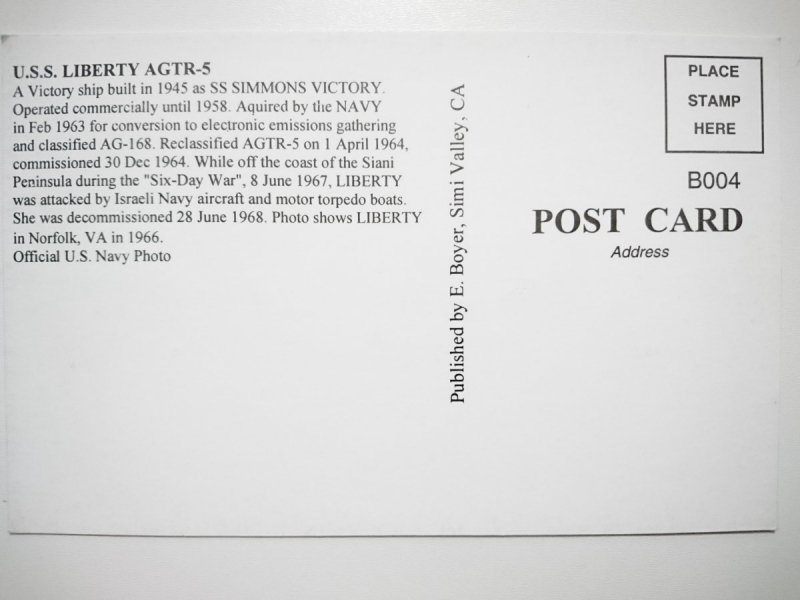 U.S.S. LIBERTY AGTR-5
A Victory ship built in 1945 as SS SIMMONS VICTORY.
Operated commercially until 1958. Aquired by the NAVY
in Feb 1963 for conversion to electronic emissions gathering
and classified AG-168. Reclassified AGTR-5 on 1 April 1964,
commissioned 30 Dec 1964. While off the coast of the Siani
Peninsula during the "Six-Day War", 8 June 1967, LIBERTY
was attacked by Israeli Navy aircraft and motor torpedo boats.
She was decommissioned 28 June 1968. Photo shows LIBERTY
in Norfolk, VA in 1966.
Official U.S. Navy Photo
Published by E. Boyer, Simi Valley, CA
PLACE
STAMP
HERE
B004
POST CARD
Address